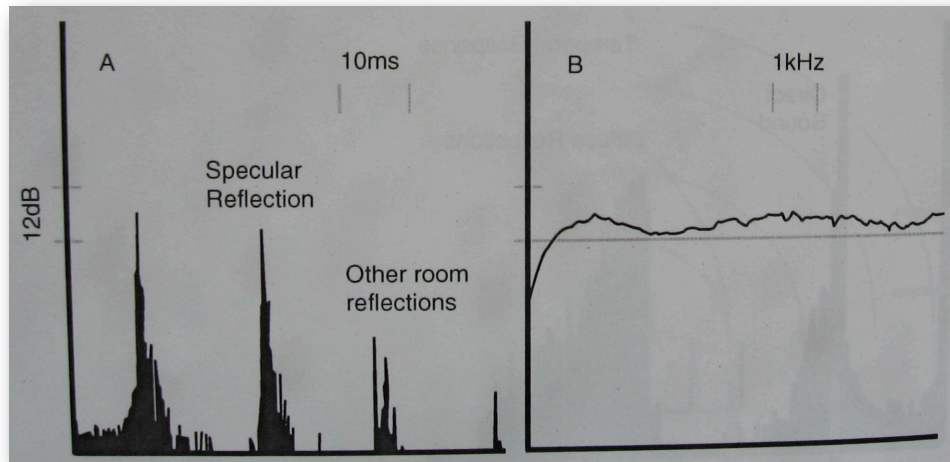 A
10ms
B
1kHz
Specular
Reflection
12dB
Other room
reflections